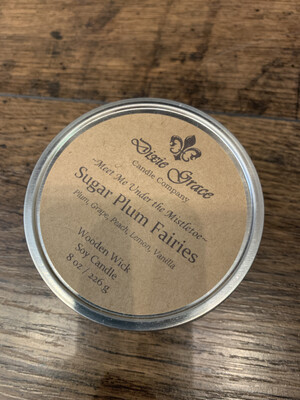 Dixie Grace
Candle Company
~Meet Me Under the Mistletoe~
Sugar Plum Fairies
Plum, Grape, Peach, Lemon, Vanilla
Wooden Wick
Soy Candle
8 oz / 226 g